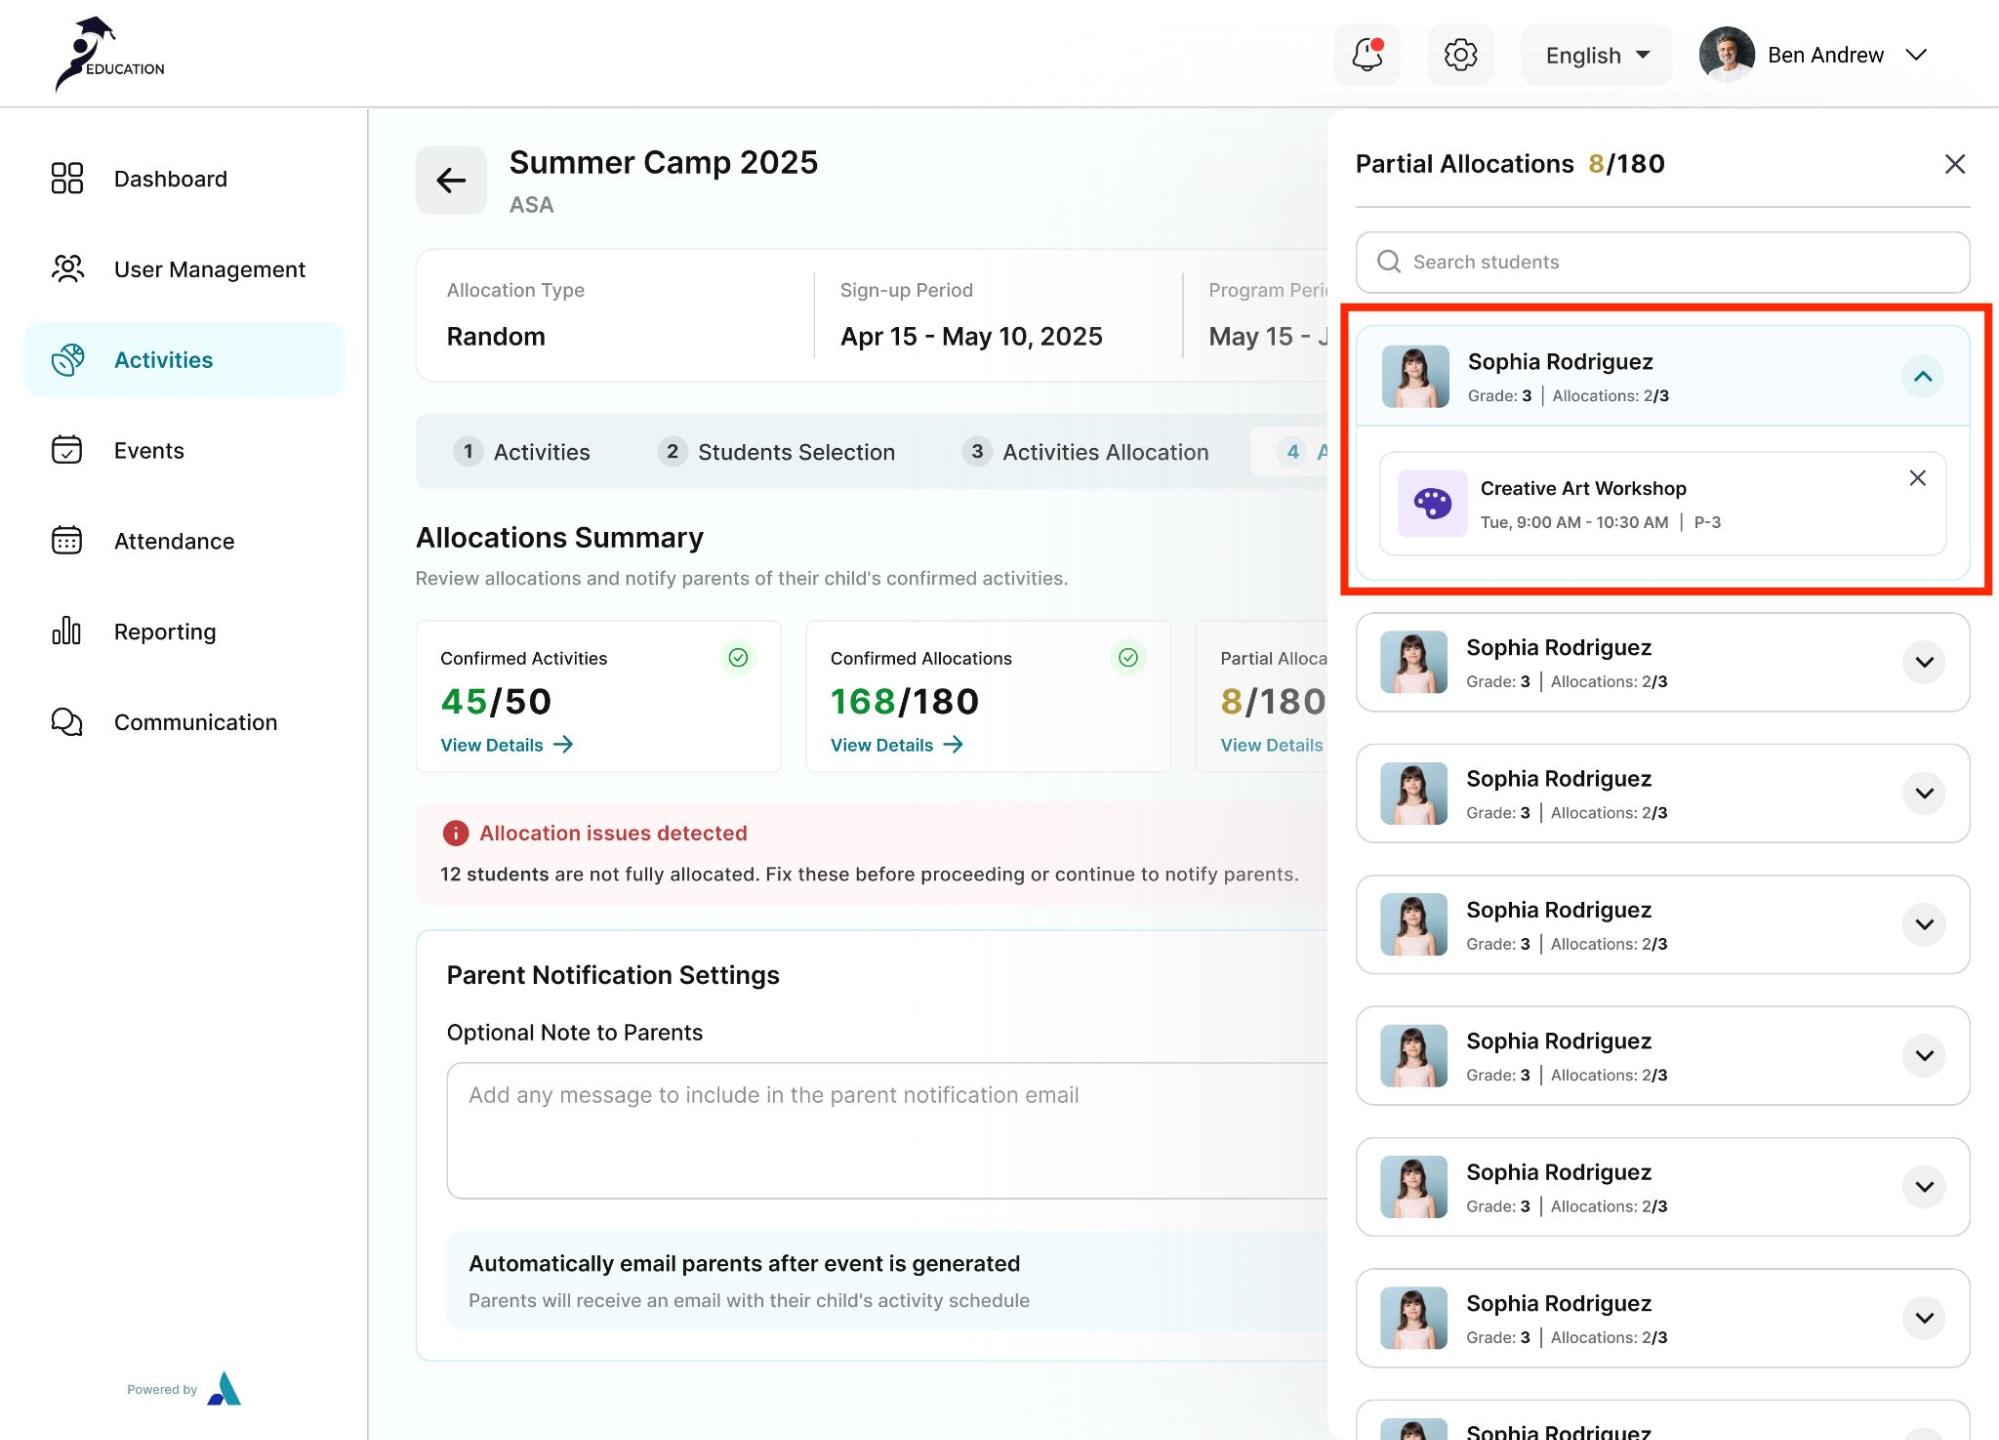 EDUCATION
English
Ben Andrew
Dashboard
User Management
Activities
Events
Attendance
Reporting
Communication
Powered by
Summer Camp 2025
ASA
Allocation Type
Random
Sign-up Period
Apr 15 - May 10, 2025
Program
May 15 -
1 Activities
2 Students Selection
3 Activities Allocation
4 A
Allocations Summary
Review allocations and notify parents of their child's confirmed activities.
Confirmed Activities
45/50
View Details
Confirmed Allocations
168/180
View Details
Partial
8/180
View Details
Allocation issues detected
12 students are not fully allocated. Fix these before proceeding or continue to notify parents.
Parent Notification Settings
Optional Note to Parents
Add any message to include in the parent notification email
Automatically email parents after event is generated
Parents will receive an email with their child's activity schedule
Partial Allocations 8/180
Search students
Sophia Rodriguez
Grade: 3 | Allocations: 2/3
Creative Art Workshop
Tue, 9:00 AM - 10:30 AM | P-3
Sophia Rodriguez
Grade: 3 | Allocations: 2/3
Sophia Rodriguez
Grade: 3 | Allocations: 2/3
Sophia Rodriguez
Grade: 3 | Allocations: 2/3
Sophia Rodriguez
Grade: 3 | Allocations: 2/3
Sophia Rodriguez
Grade: 3 | Allocations: 2/3
Sophia Rodriguez
Grade: 3 | Allocations: 2/3
Sophia Rodriguez